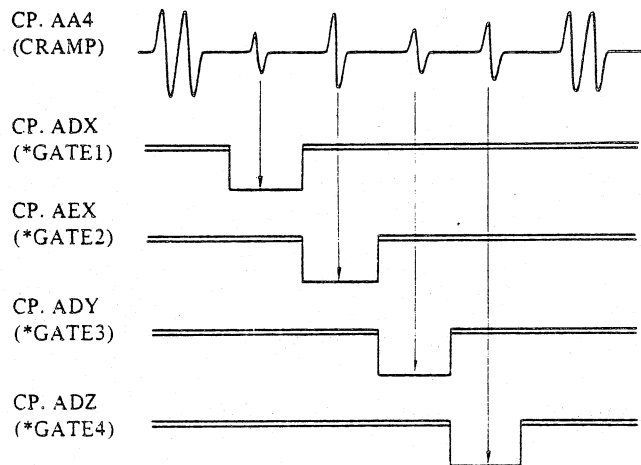 CP. AA4
(CRAMP)
CP. ADX
(*GATE1)
CP. AEX
(*GATE2)
CP. ADY
(*GATE3)
CP. ADZ
(*GATE4)